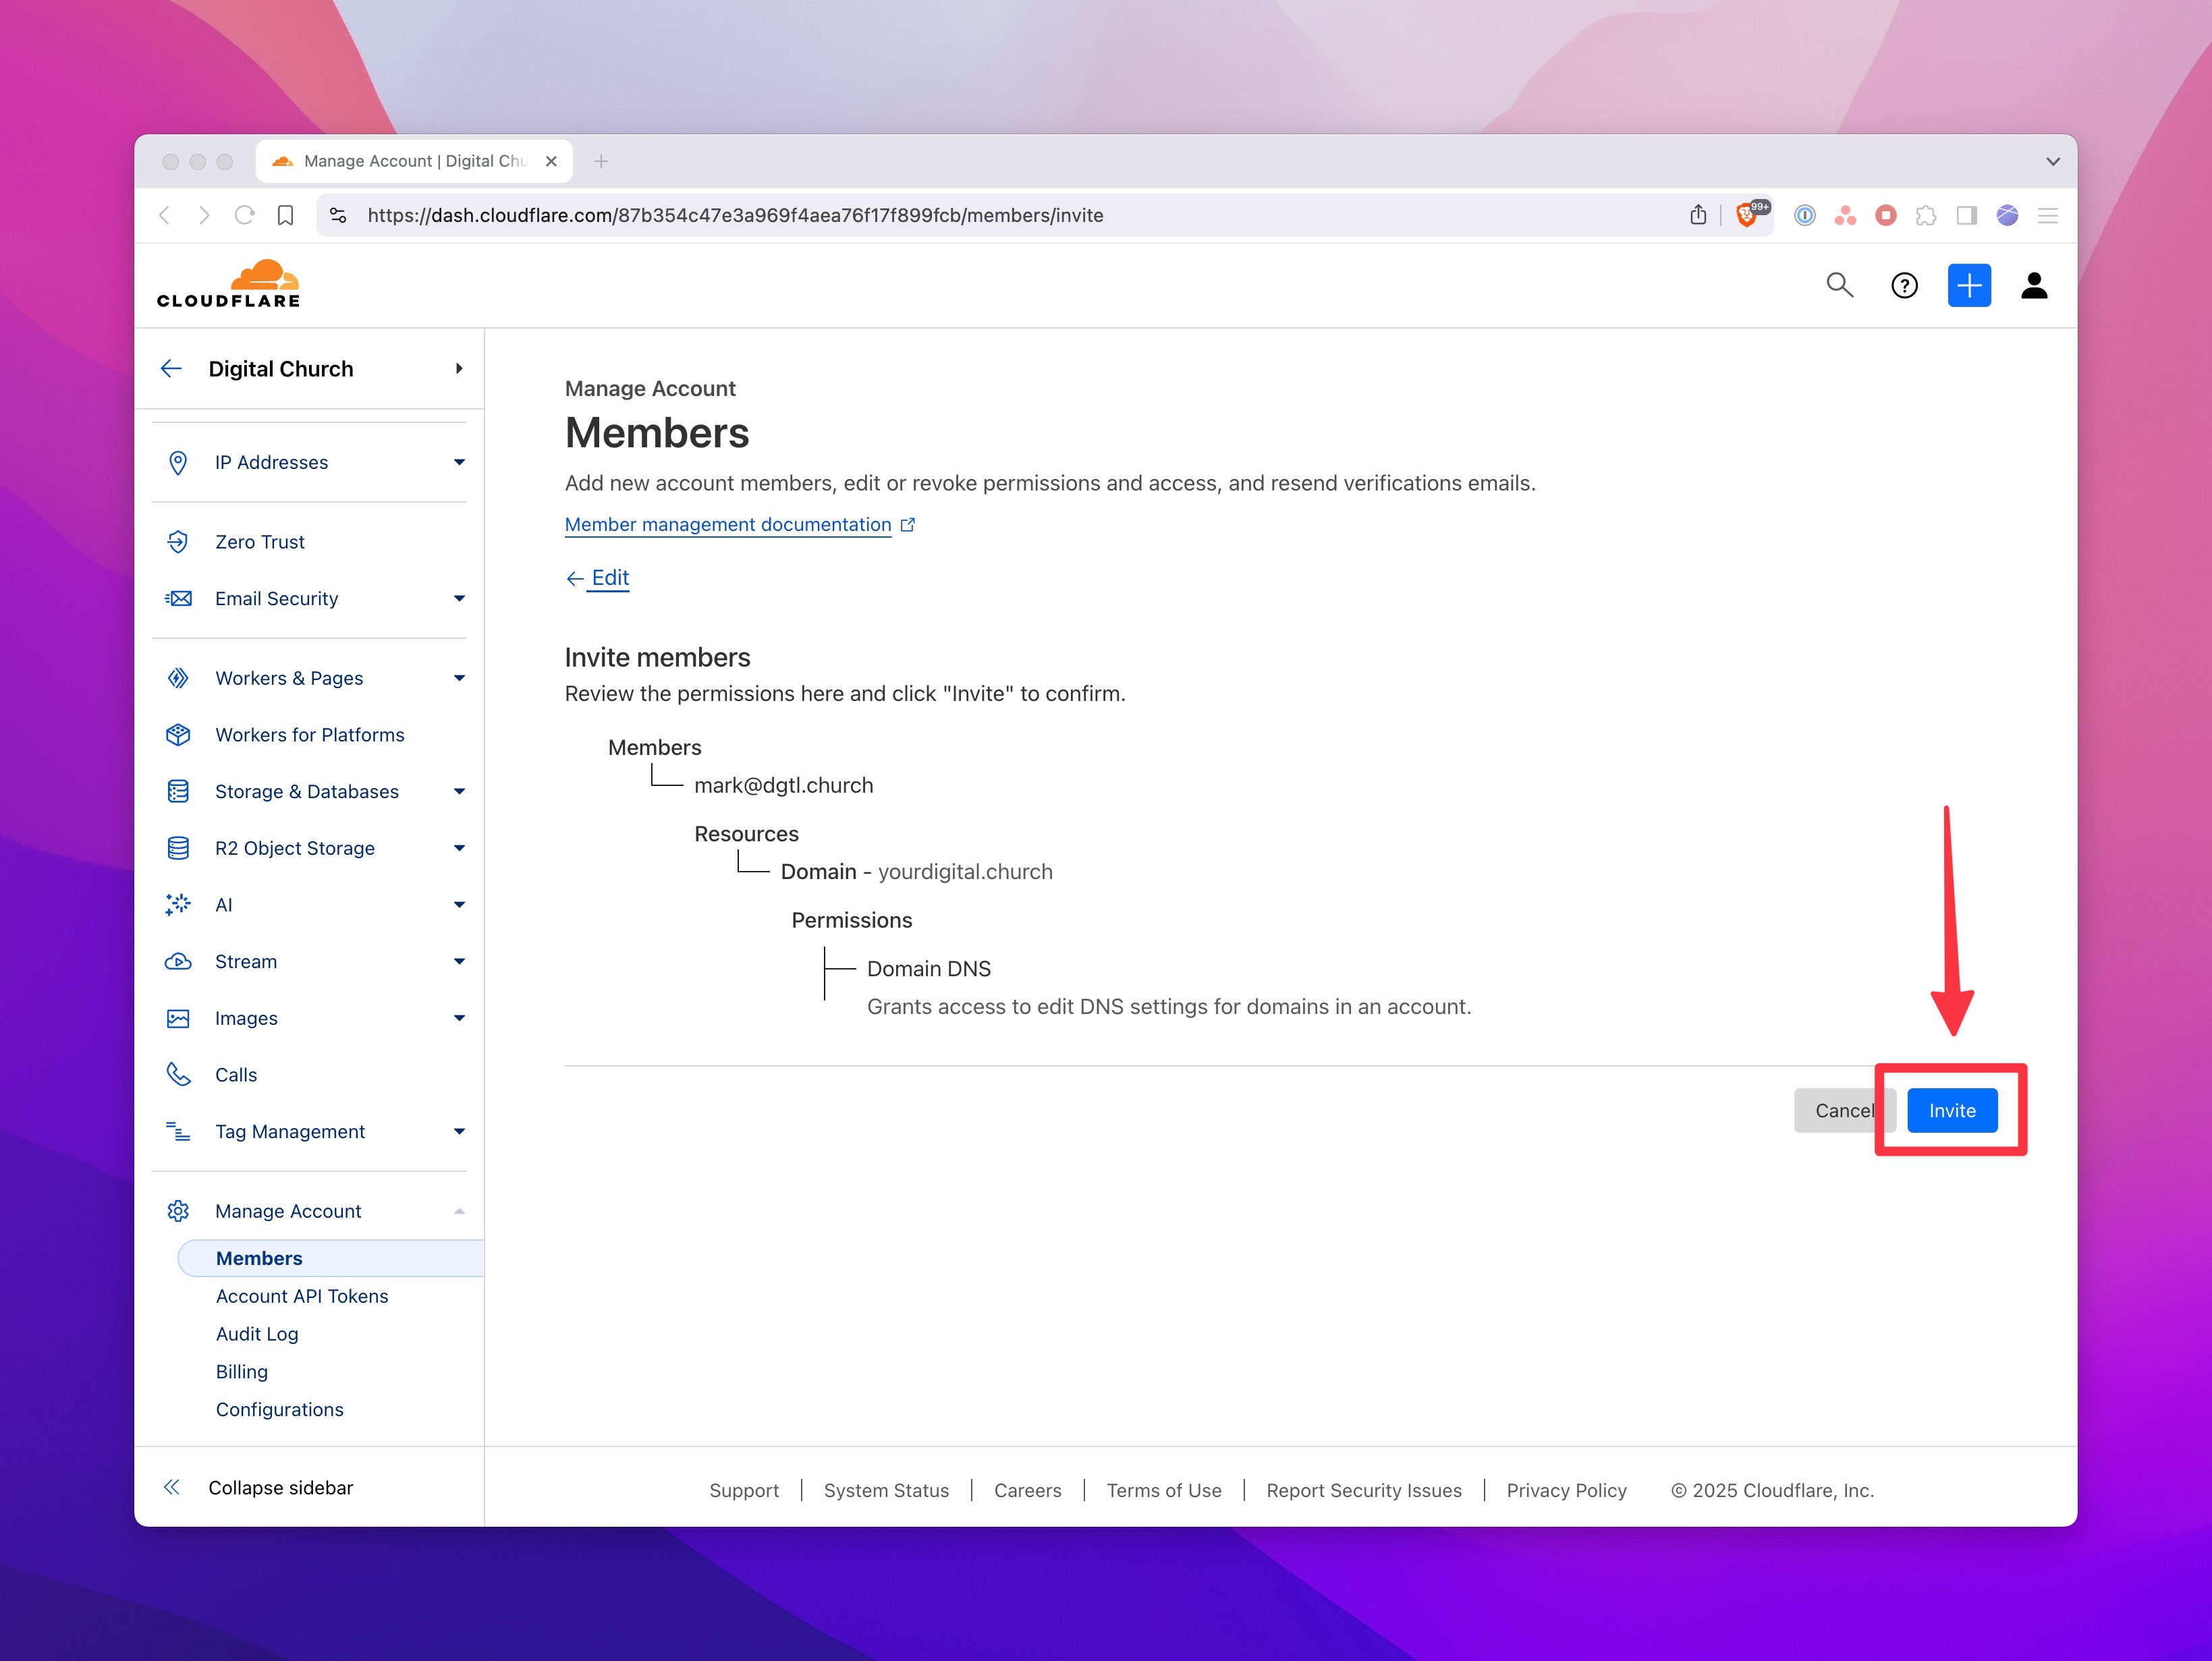 Manage Account | Digital Chu
https://dash.cloudflare.com/87b354c47e3a969f4aea76f17f899fcb/members/invite
99+
CLOUDFLARE
Digital Church
IP Addresses
Zero Trust
Email Security
Workers & Pages
Workers for Platforms
Storage & Databases
R2 Object Storage
AI
Stream
Images
Calls
Tag Management
Manage Account
Members
Account API Tokens
Audit Log
Billing
Configurations
Collapse sidebar
Manage Account
Members
Add new account members, edit or revoke permissions and access, and resend verifications emails.
Member management documentation
Edit
Invite members
Review the permissions here and click "Invite" to confirm.
Members
mark@dgtl.church
Resources
Domain - yourdigital.church
Permissions
Domain DNS
Grants access to edit DNS settings for domains in an account.
Cancel
Invite
Support | System Status | Careers | Terms of Use | Report Security Issues | Privacy Policy © 2025 Cloudflare, Inc.